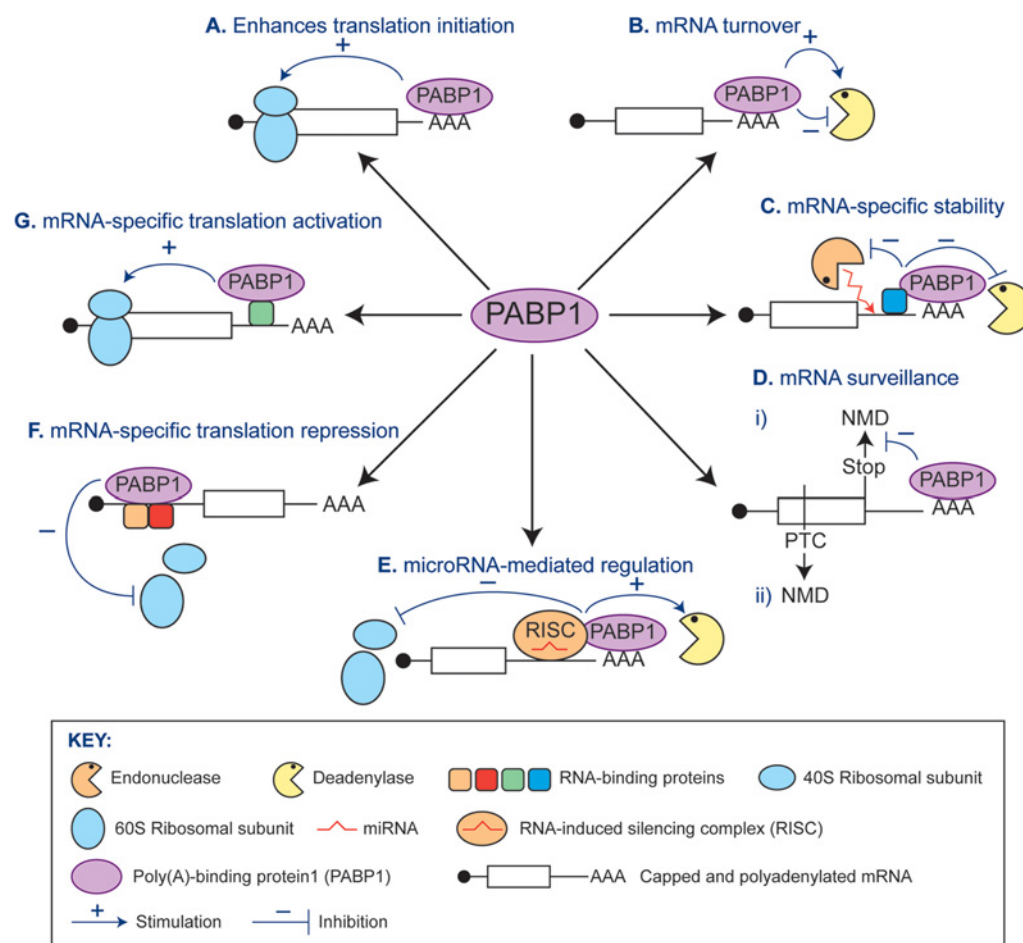 A. Enhances translation initiation
+
PABP1
AAA
B. mRNA turnover
+
PABP1
AAA
−
G. mRNA-specific translation activation
+
PABP1
AAA
C. mRNA-specific stability
−
−
PABP1
AAA
PABP1
F. mRNA-specific translation repression
PABP1
AAA
−
D. mRNA surveillance
i)
NMD
−
Stop
PABP1
AAA
PTC
ii)
NMD
E. microRNA-mediated regulation
−
+
RISC
PABP1
AAA
KEY:
Endonuclease
Deadenylase
RNA-binding proteins
40S Ribosomal subunit
60S Ribosomal subunit
miRNA
RNA-induced silencing complex (RISC)
Poly(A)-binding protein1 (PABP1)
AAA
Capped and polyadenylated mRNA
+
Stimulation
−
Inhibition